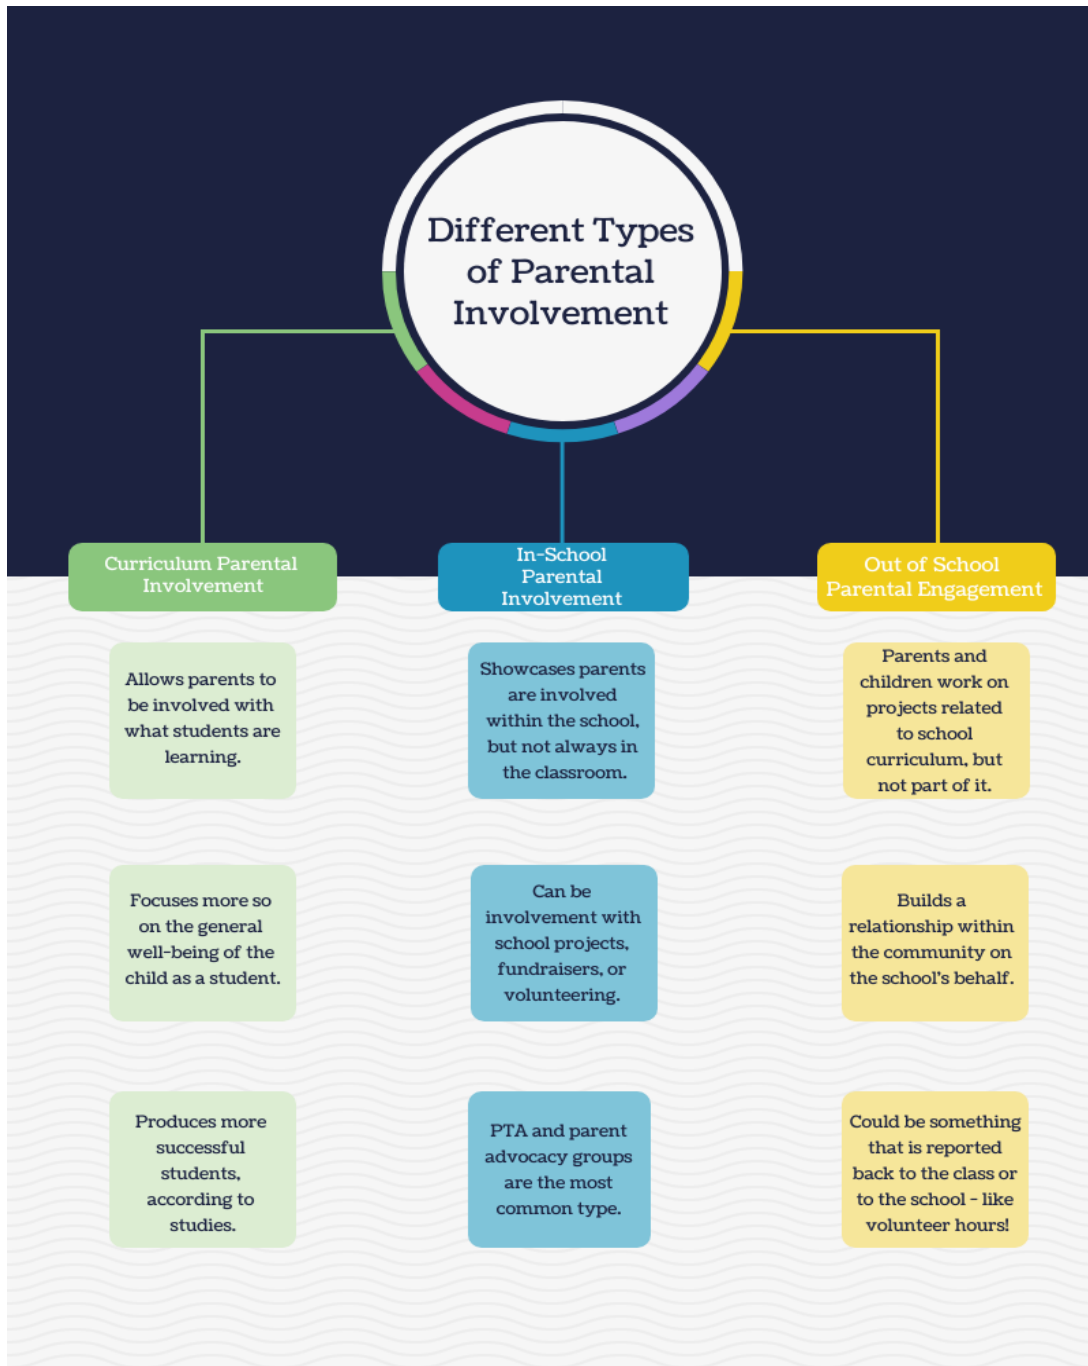 Different Types
of Parental
Involvement
Curriculum Parental
Involvement
In-School
Parental
Involvement
Out of School
Parental Engagement
Allows parents to
be involved with
what students are
learning.
Showcases parents
are involved
within the school,
but not always in
the classroom.
Parents and
children work on
projects related
to school
curriculum, but
not part of it.
Focuses more so
on the general
well-being of the
child as a student.
Can be
involvement with
school projects,
fundraisers, or
volunteering.
Builds a
relationship within
the community on
the school's behalf.
Produces more
successful
students,
according to
studies.
PTA and parent
advocacy groups
are the most
common type.
Could be something
that is reported
back to the class or
to the school - like
volunteer hours!